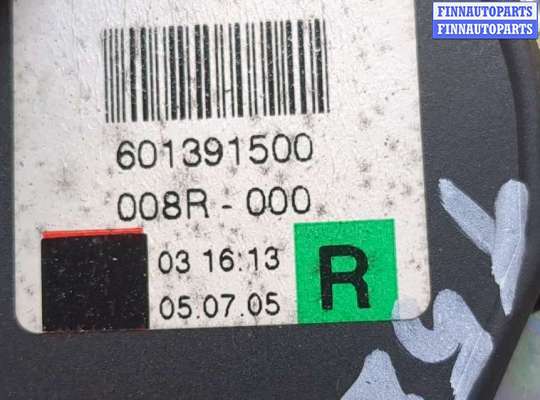 FINNAUTOPARTS
FINNAUTOPARTS
601391500
008R - 000
03 16:13
05.07.05
R